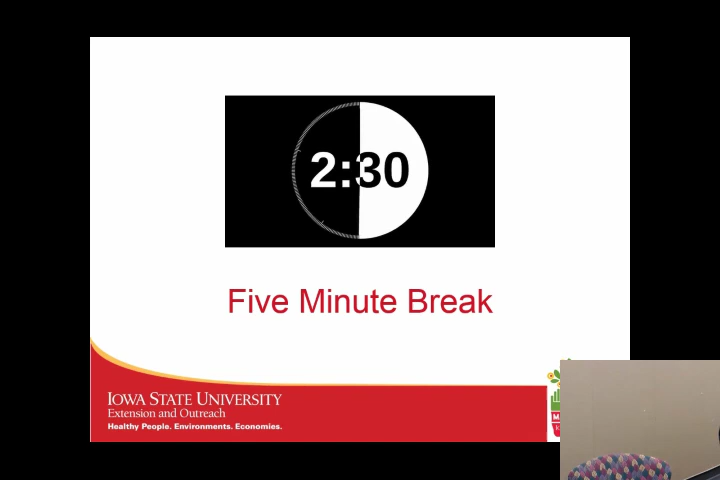 2:30
Five Minute Break
IOWA STATE UNIVERSITY
Extension and Outreach
Healthy People. Environments. Economies.